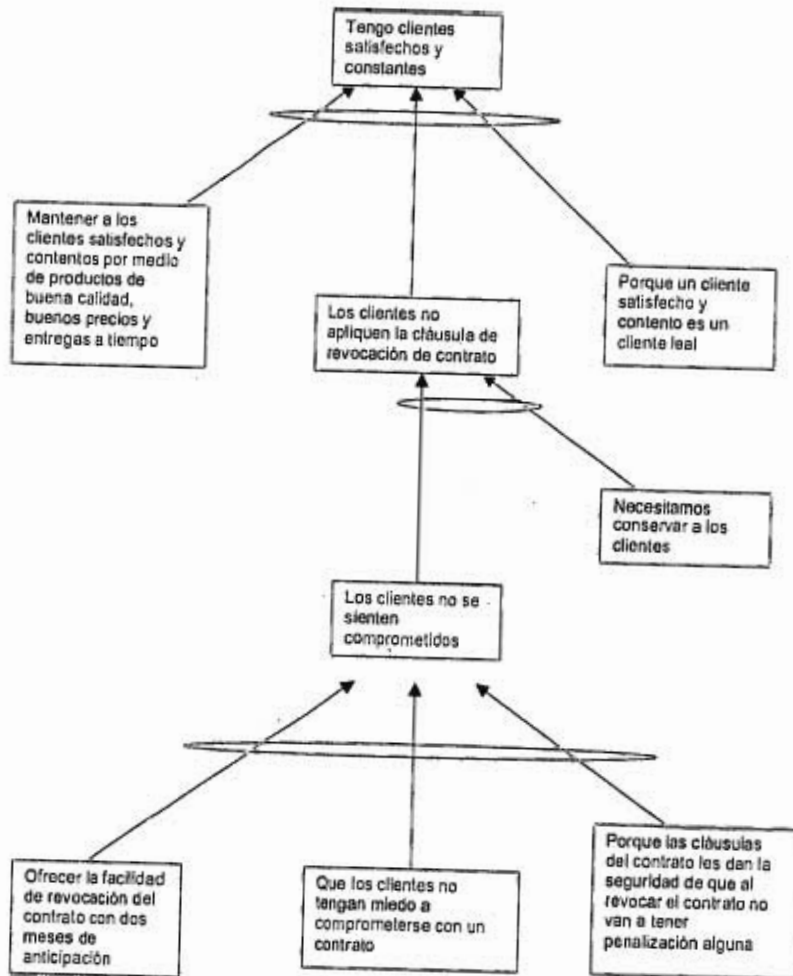 Tengo clientes
satisfechos y
constantes
Mantener a los
clientes satisfechos y
contentos por medio
de productos de
buena calidad,
buenos precios y
entregas a tiempo
Los clientes no
apliquen la cláusula de
revocación de contrato
Porque un cliente
satisfecho y
contento es un
cliente leal
Necesitamos
conservar a los
clientes
Los clientes no se
sienten
comprometidos
Ofrecer la facilidad
de revocación del
contrato con dos
meses de
anticipación
Que los clientes no
tengan miedo a
comprometerse con un
contrato
Porque las cláusulas
del contrato les dan la
seguridad de que al
revocar el contrato no
van a tener
penalización alguna